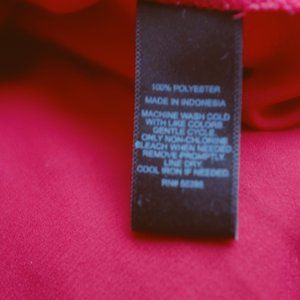 100% POLYESTER
MADE IN INDONESIA
MACHINE WASH COLD
WITH LIKE COLORS
GENTLE CYCLE.
ONLY NON-CHLORINE
BLEACH WHEN NEEDED
REMOVE PROMPTLY.
LINE DRY.
COOL IRON IF NEEDED
RN#